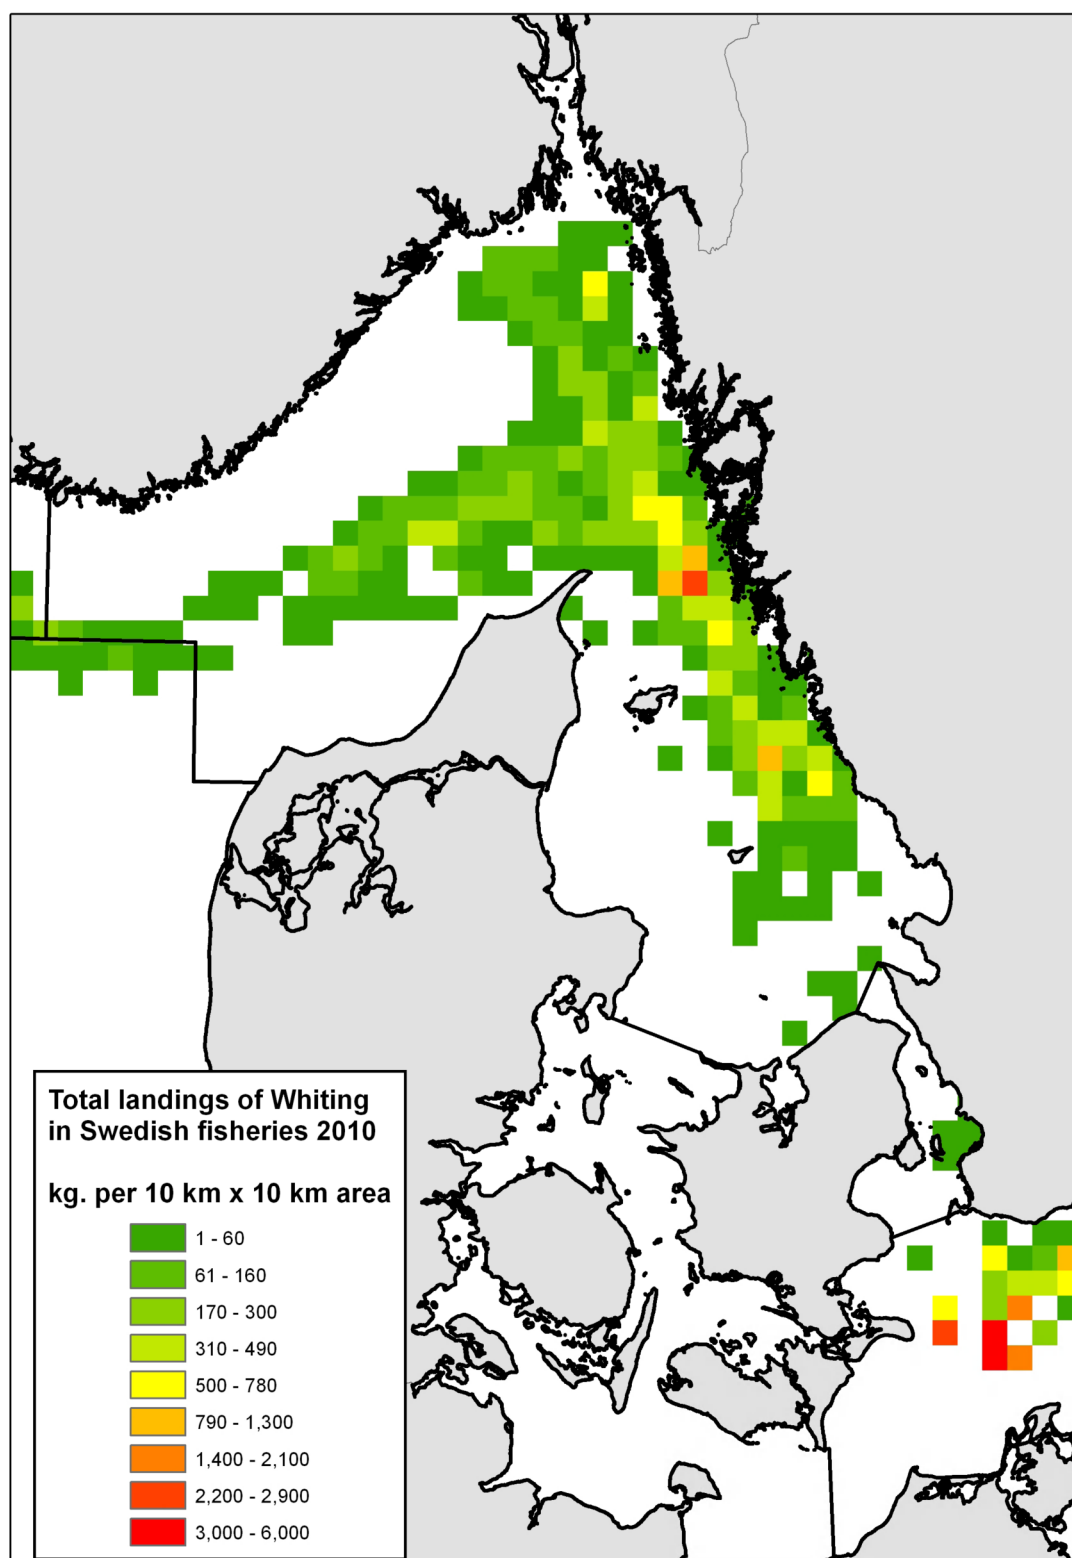 Total landings of Whiting
in Swedish fisheries 2010
kg. per 10 km x 10 km area
1 - 60
61 - 160
170 - 300
310 - 490
500 - 780
790 - 1,300
1,400 - 2,100
2,200 - 2,900
3,000 - 6,000